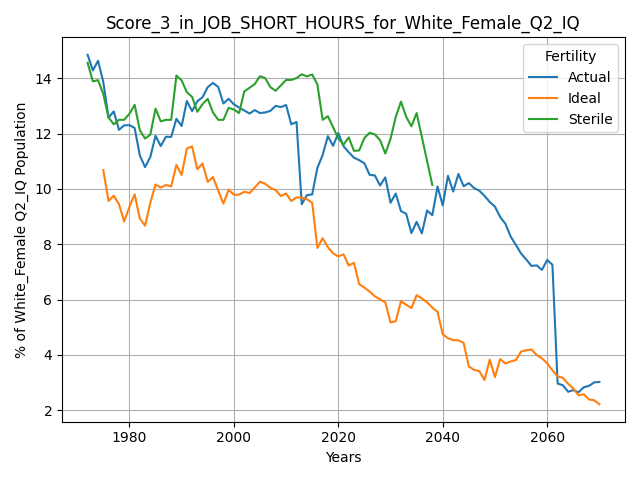 Score_3_in_JOB_SHORT_HOURS_for_White_Female_Q2_IQ
% of White_Female Q2_IQ Population
14
12
10
8
6
4
2
Fertility
Actual
Ideal
Sterile
1980 2000 2020 2040 2060
Years